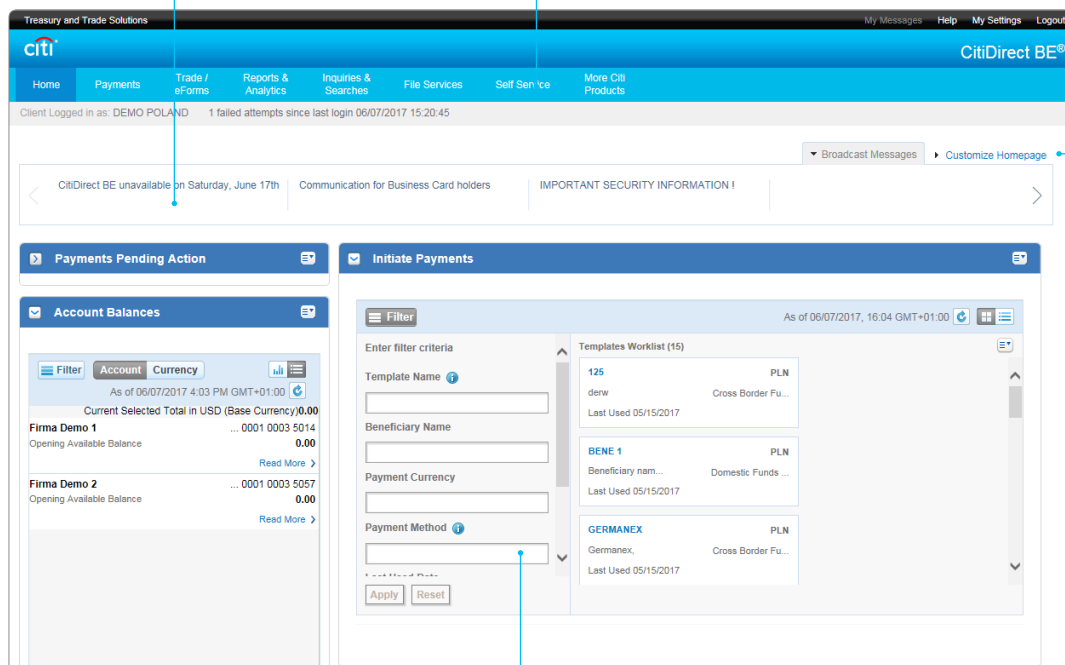 Treasury and Trade Solutions
My Messages Help My Settings Logout
citi
CitiDirect BE®
Home Payments Trade / eForms Reports & Analytics Inquiries & Searches File Services Self Service More Citi Products
Client Logged in as: DEMO POLAND 1 failed attempts since last login 06/07/2017 15:20:45
Broadcast Messages Customize Homepage
CitiDirect BE unavailable on Saturday, June 17th Communication for Business Card holders IMPORTANT SECURITY INFORMATION !
Payments Pending Action
Account Balances
Filter Account Currency
As of 06/07/2017 4:03 PM GMT+01:00
Current Selected Total in USD (Base Currency)0.00
Firma Demo 1 ... 0001 0003 5014
Opening Available Balance 0.00
Read More
Firma Demo 2 ... 0001 0003 5057
Opening Available Balance 0.00
Read More
Initiate Payments
Filter As of 06/07/2017, 16:04 GMT+01:00
Enter filter criteria
Template Name
Beneficiary Name
Payment Currency
Payment Method
Last Used Date
Apply Reset
Templates Worklist (15)
125 PLN
derw Cross Border Fu...
Last Used 05/15/2017
BENE 1 PLN
Beneficiary nam... Domestic Funds ...
Last Used 05/15/2017
GERMANEX PLN
Germanex, Cross Border Fu...
Last Used 05/15/2017